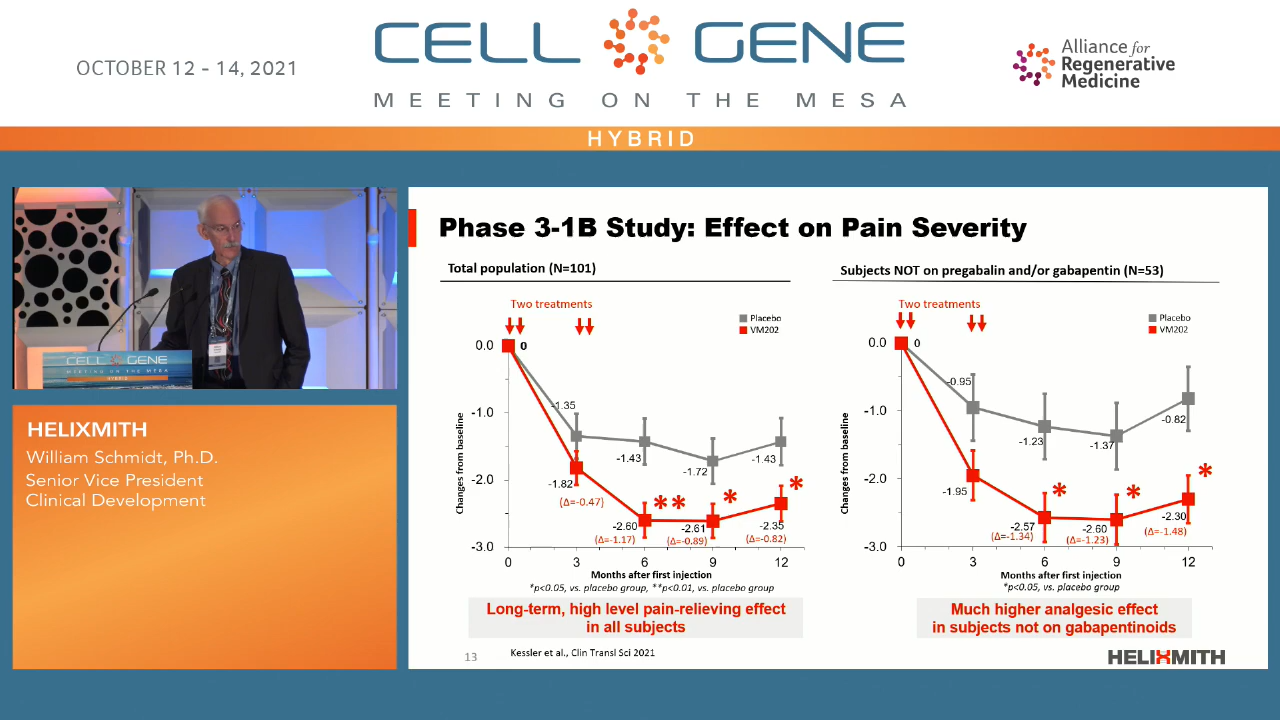 OCTOBER 12 - 14, 2021
CELL GENE
MEETING ON THE MESA
Alliance for
Regenerative
Medicine
HYBRID
CELL GENE
MEETING ON THE MESA
HYBRID
HELIXMITH
William Schmidt, Ph.D.
Senior Vice President
Clinical Development
Phase 3-1B Study: Effect on Pain Severity
Total population (N=101)
Two treatments
Placebo
VM202
0.0
-1.0
-2.0
-3.0
Changes from baseline
0
-1.35
-1.43
-1.72
-1.43
-1.82
(Δ=-0.47)
-2.60
(Δ=-1.17)
**
-2.61
(Δ=-0.89)
*
-2.35
(Δ=-0.82)
*
0 3 6 9 12
Months after first injection
*p<0.05, vs. placebo group, **p<0.01, vs. placebo group
Long-term, high level pain-relieving effect
in all subjects
Subjects NOT on pregabalin and/or gabapentin (N=53)
Two treatments
Placebo
VM202
0.0
-1.0
-2.0
-3.0
Changes from baseline
0
-0.95
-1.23
-1.37
-0.82
-1.95
-2.57
(Δ=-1.34)
*
-2.60
(Δ=-1.23)
*
-2.30
(Δ=-1.48)
*
0 3 6 9 12
Months after first injection
*p<0.05, vs. placebo group
Much higher analgesic effect
in subjects not on gabapentinoids
13
Kessler et al., Clin Transl Sci 2021
HELIXMITH